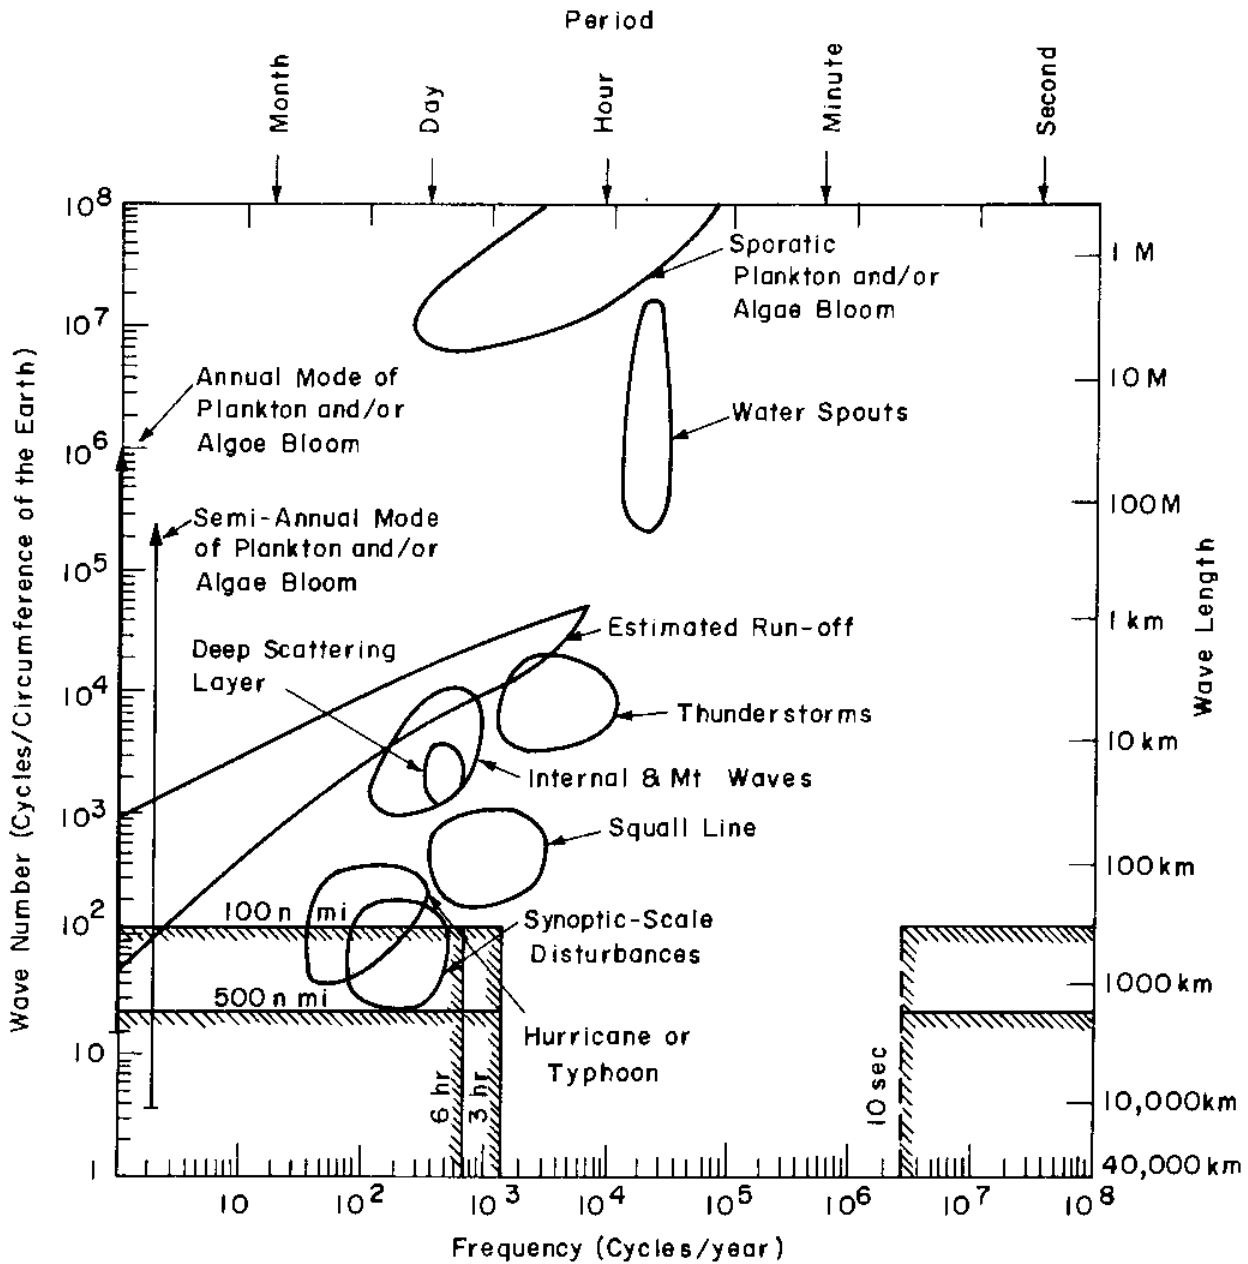 Period
Month
Day
Hour
Minute
Second
10⁸
10⁷
10⁶
10⁵
10⁴
10³
10²
10
1
Wave Number (Cycles/Circumference of the Earth)
Sporatic
Plankton and/or
Algae Bloom
Annual Mode of
Plankton and/or
Algae Bloom
Water Spouts
Semi-Annual Mode
of Plankton and/or
Algae Bloom
Estimated Run-off
Deep Scattering
Layer
Thunderstorms
Internal & Mt Waves
Squall Line
100 n mi
Synoptic-Scale
Disturbances
500 n mi
Hurricane or
Typhoon
6 hr
3 hr
10 sec
1 M
10 M
100 M
1 km
10 km
100 km
1000 km
10,000 km
40,000 km
Wave Length
10
10²
10³
10⁴
10⁵
10⁶
10⁷
10⁸
Frequency (Cycles/year)